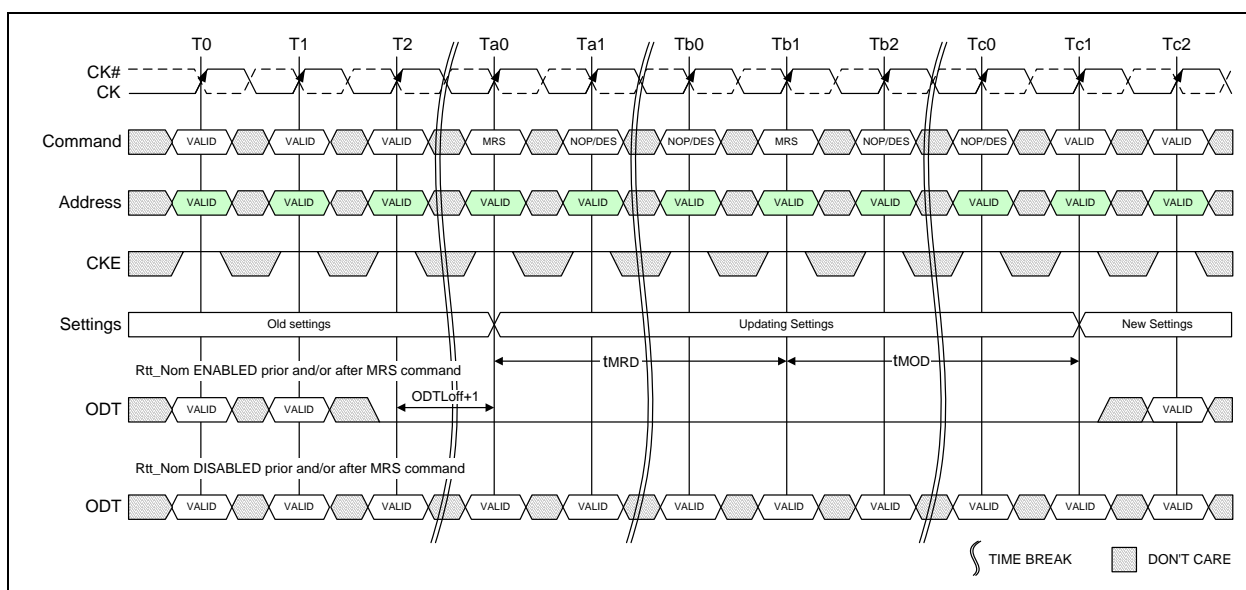 T0 T1 T2 Ta0 Ta1 Tb0 Tb1 Tb2 Tc0 Tc1 Tc2
CK#
CK
Command VALID VALID VALID MRS NOP/DES NOP/DES MRS NOP/DES NOP/DES VALID VALID
Address VALID VALID VALID VALID VALID VALID VALID VALID VALID VALID VALID
CKE
Settings Old settings Updating Settings New Settings
tMRD tMOD
Rtt_Nom ENABLED prior and/or after MRS command
ODTLoff+1
ODT VALID VALID VALID
Rtt_Nom DISABLED prior and/or after MRS command
ODT VALID VALID VALID VALID VALID VALID VALID VALID VALID VALID VALID
TIME BREAK DON'T CARE